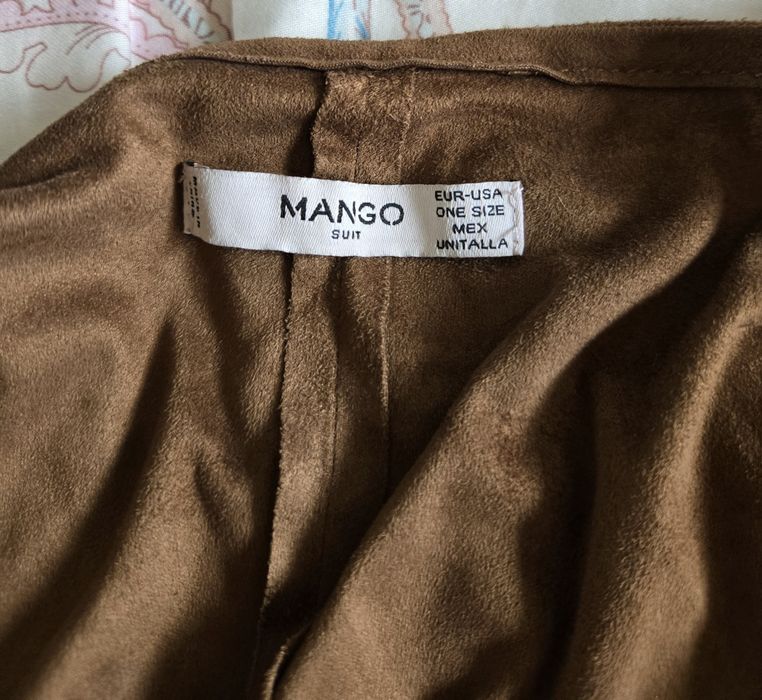 MANGO
SUIT
EUR-USA
ONE SIZE
MEX
UNITALLA